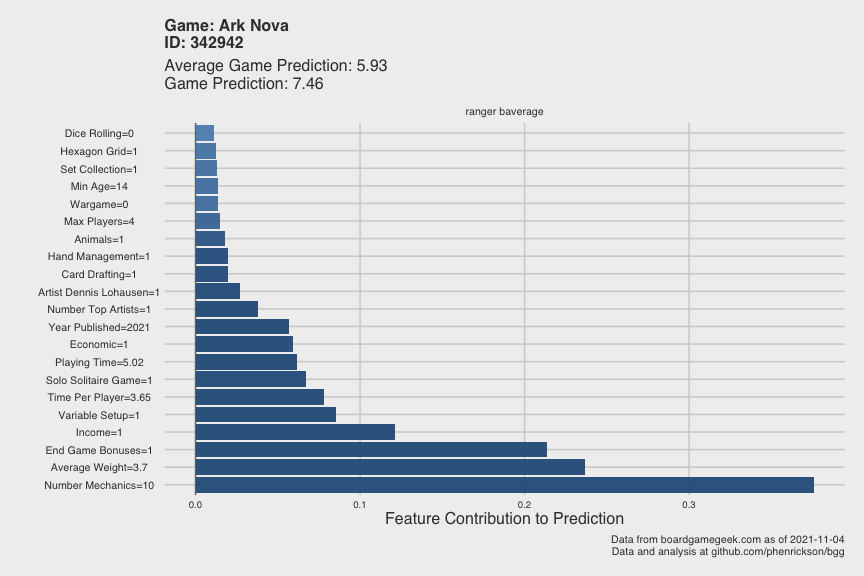 Game: Ark Nova
ID: 342942
Average Game Prediction: 5.93
Game Prediction: 7.46
ranger baverage
Dice Rolling=0
Hexagon Grid=1
Set Collection=1
Min Age=14
Wargame=0
Max Players=4
Animals=1
Hand Management=1
Card Drafting=1
Artist Dennis Lohausen=1
Number Top Artists=1
Year Published=2021
Economic=1
Playing Time=5.02
Solo Solitaire Game=1
Time Per Player=3.65
Variable Setup=1
Income=1
End Game Bonuses=1
Average Weight=3.7
Number Mechanics=10
0.0 0.1 0.2 0.3
Feature Contribution to Prediction
Data from boardgamegeek.com as of 2021-11-04
Data and analysis at github.com/phenrickson/bgg